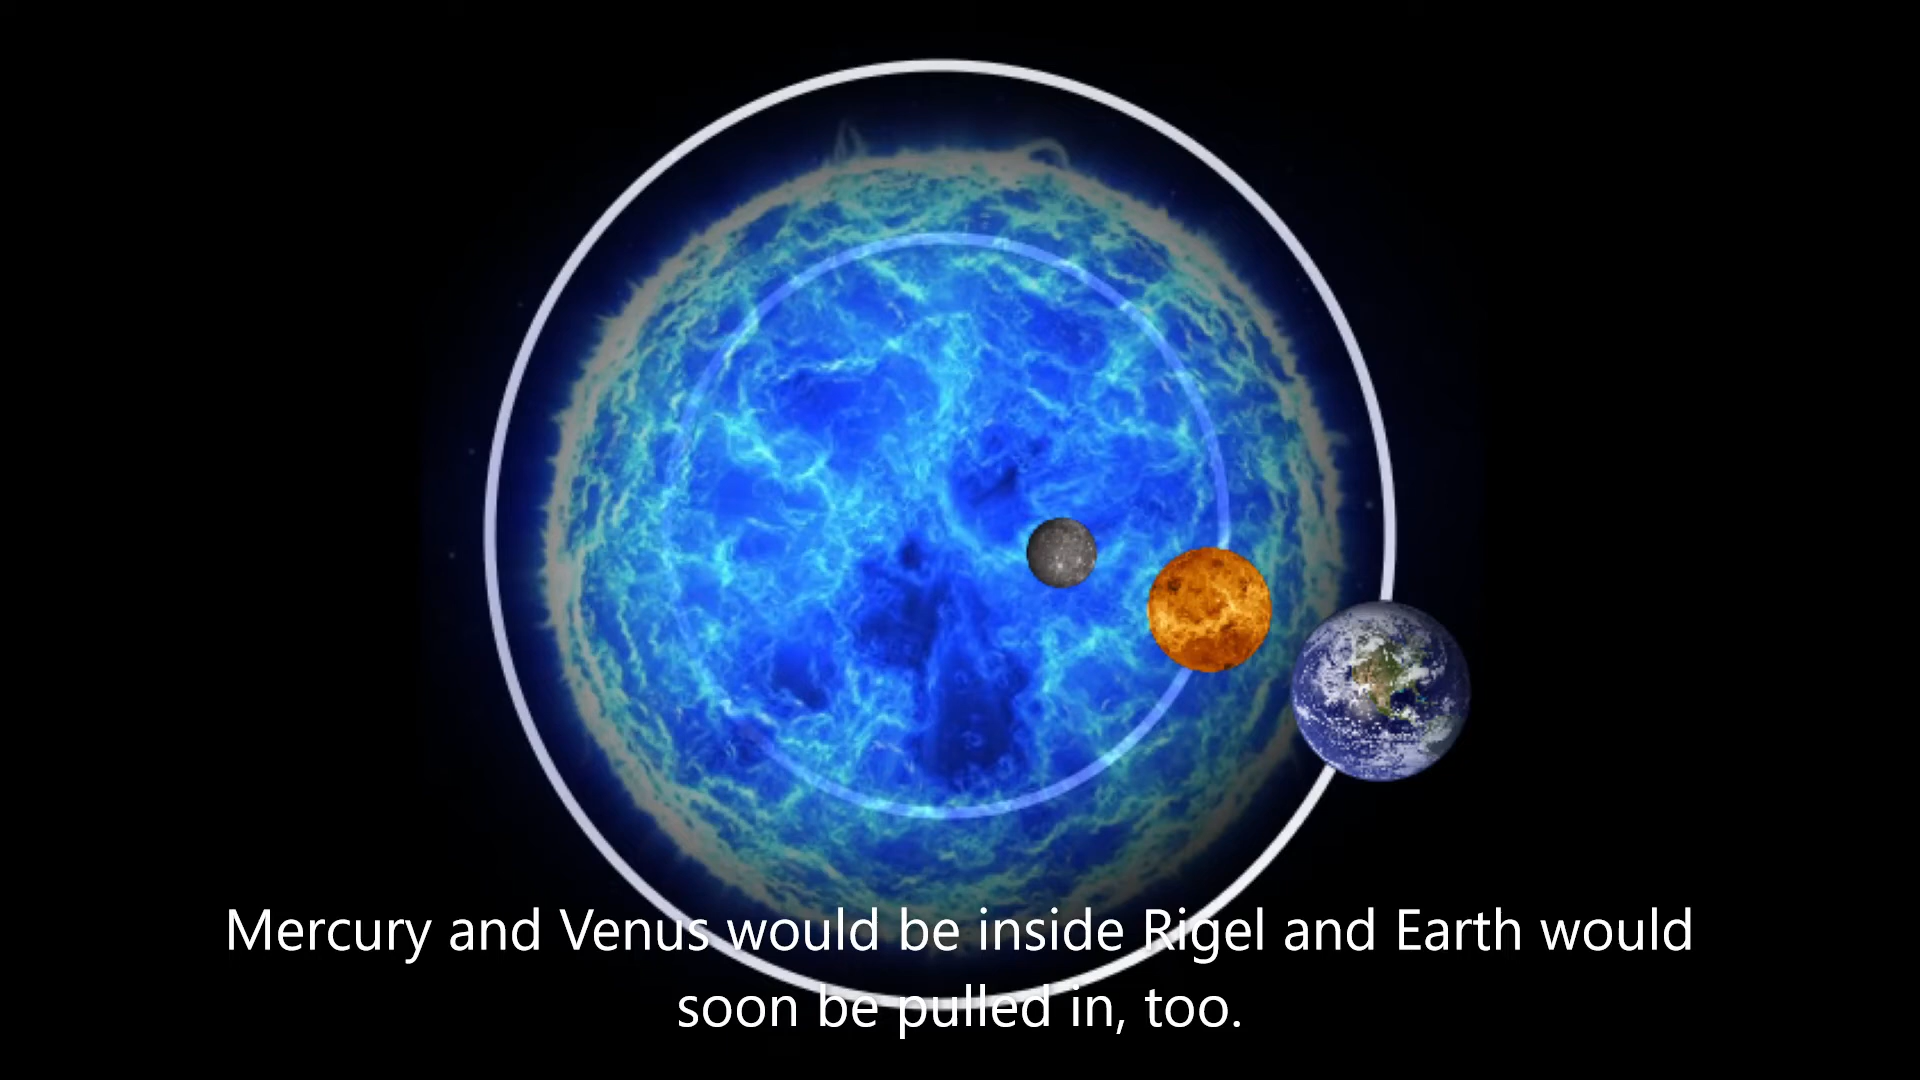 Mercury and Venus would be inside Rigel and Earth would
soon be pulled in, too.